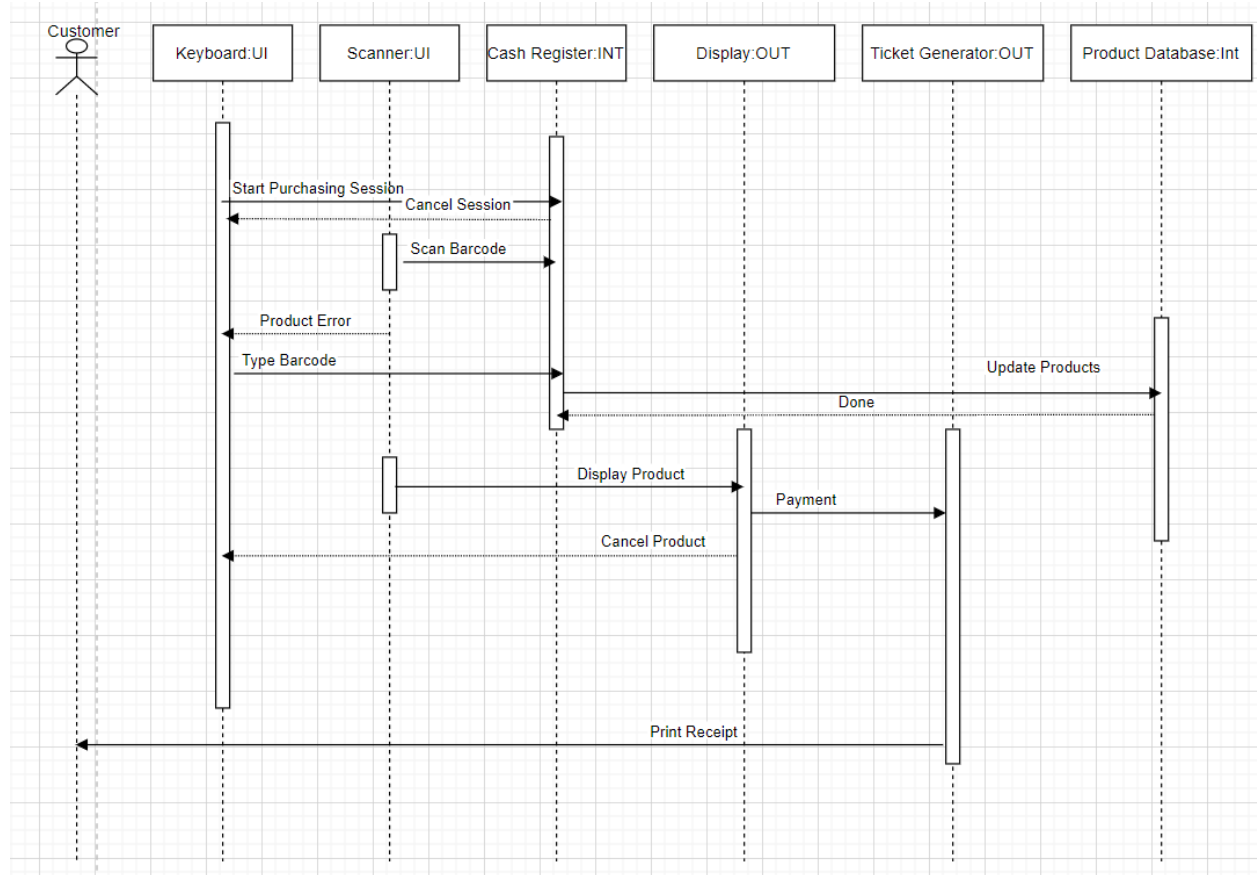 Customer
Keyboard:UI
Scanner:UI
Cash Register:INT
Display:OUT
Ticket Generator:OUT
Product Database:Int
Start Purchasing Session
Cancel Session
Scan Barcode
Product Error
Type Barcode
Update Products
Done
Display Product
Payment
Cancel Product
Print Receipt